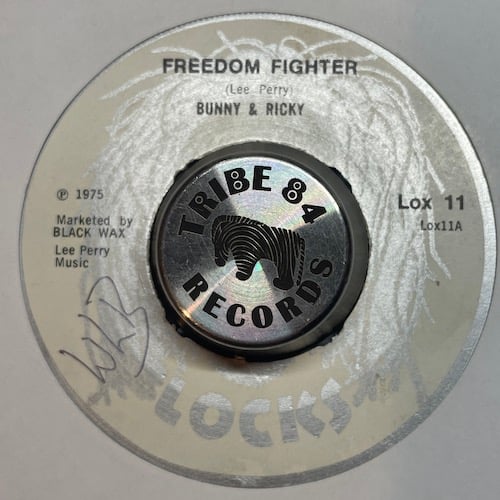 FREEDOM FIGHTER
(Lee Perry)
BUNNY & RICKY
℗ 1975
Marketed by
BLACK WAX
Lee Perry
Music
Lox 11
Lox11A
TRIBE 84
RECORDS
LOCKS